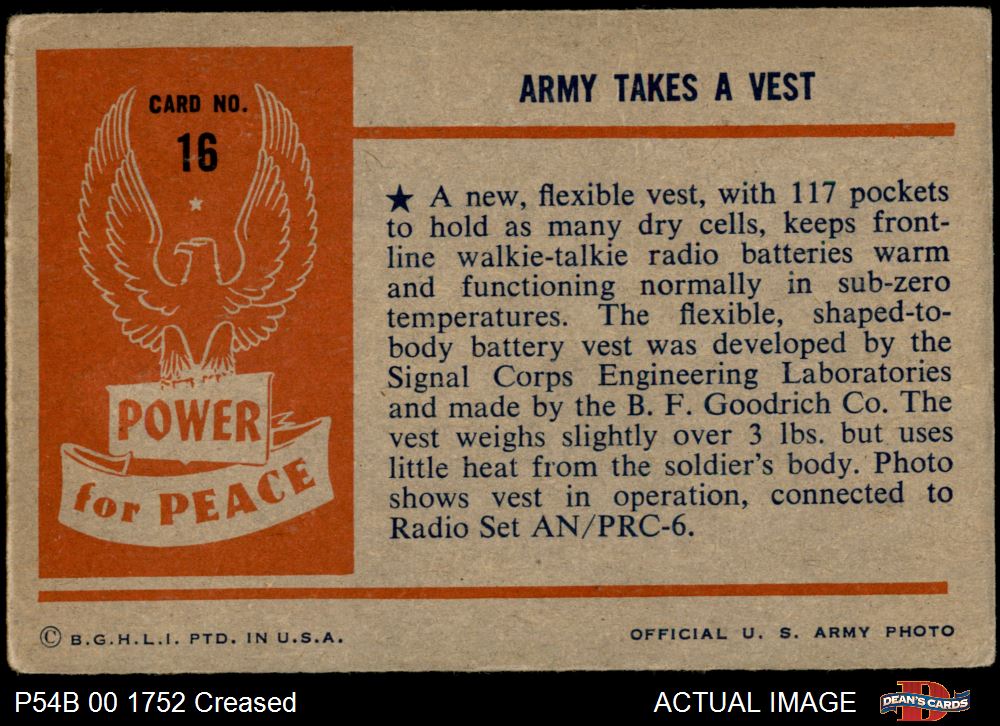 CARD NO.
16
POWER
for PEACE
ARMY TAKES A VEST
★ A new, flexible vest, with 117 pockets
to hold as many dry cells, keeps front-
line walkie-talkie radio batteries warm
and functioning normally in sub-zero
temperatures. The flexible, shaped-to-
body battery vest was developed by the
Signal Corps Engineering Laboratories
and made by the B. F. Goodrich Co. The
vest weighs slightly over 3 lbs. but uses
little heat from the soldier's body. Photo
shows vest in operation, connected to
Radio Set AN/PRC-6.
© B.G.H.L.I. PTD. IN U.S.A.
OFFICIAL U. S. ARMY PHOTO
P54B 00 1752 Creased
ACTUAL IMAGE
D
DEAN'S CARDS